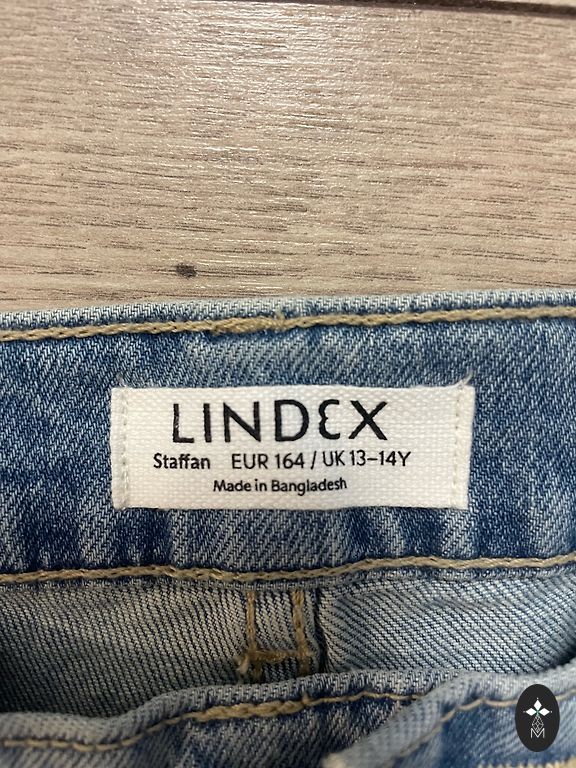 LINDEX
Staffan EUR 164 / UK 13–14Y
Made in Bangladesh
M